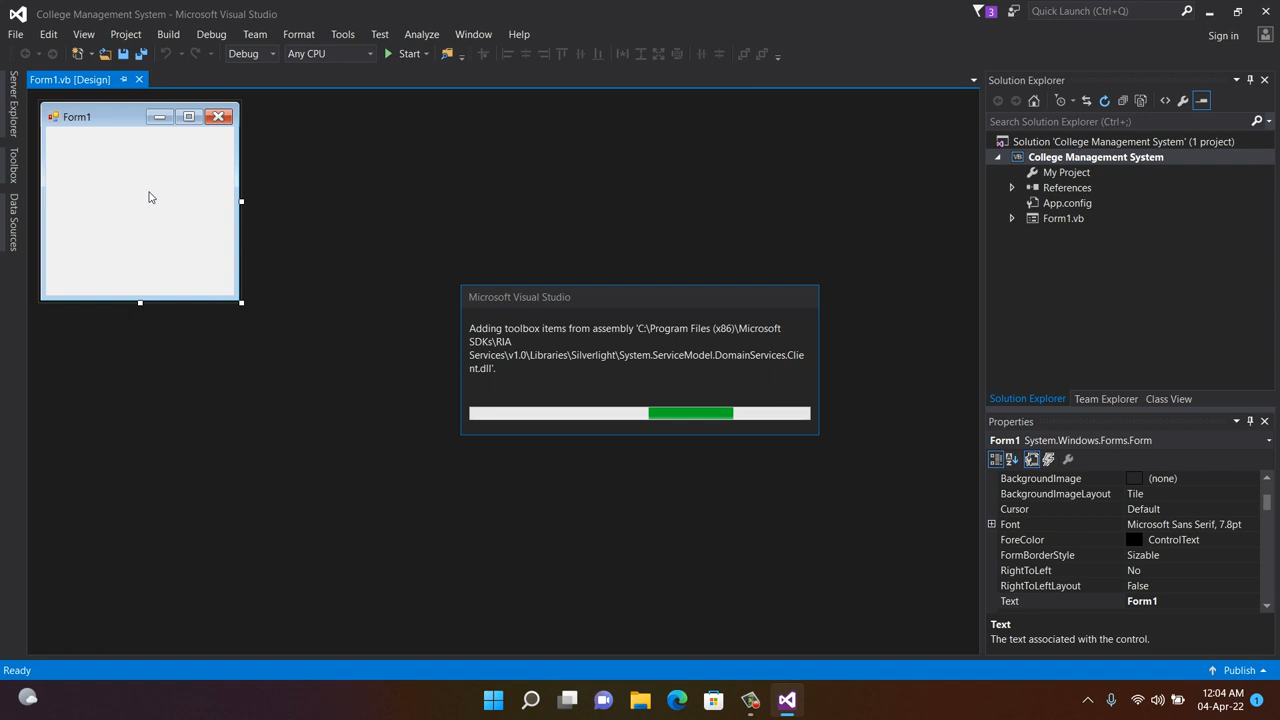 College Management System - Microsoft Visual Studio
3
Quick Launch (Ctrl+Q)
File Edit View Project Build Debug Team Format Tools Test Analyze Window Help
Sign in
Debug Any CPU Start
Form1.vb [Design]
Server Explorer
Toolbox
Data Sources
Form1
Microsoft Visual Studio
Adding toolbox items from assembly 'C:\Program Files (x86)\Microsoft
SDKs\RIA
Services\v1.0\Libraries\Silverlight\System.ServiceModel.DomainServices.Clie
nt.dll'.
Solution Explorer
Search Solution Explorer (Ctrl+;)
Solution 'College Management System' (1 project)
VB College Management System
My Project
References
App.config
Form1.vb
Solution Explorer Team Explorer Class View
Properties
Form1 System.Windows.Forms.Form
BackgroundImage (none)
BackgroundImageLayout Tile
Cursor Default
Font Microsoft Sans Serif, 7.8pt
ForeColor ControlText
FormBorderStyle Sizable
RightToLeft No
RightToLeftLayout False
Text Form1
Text
The text associated with the control.
Ready
Publish
12:04 AM
04-Apr-22
1